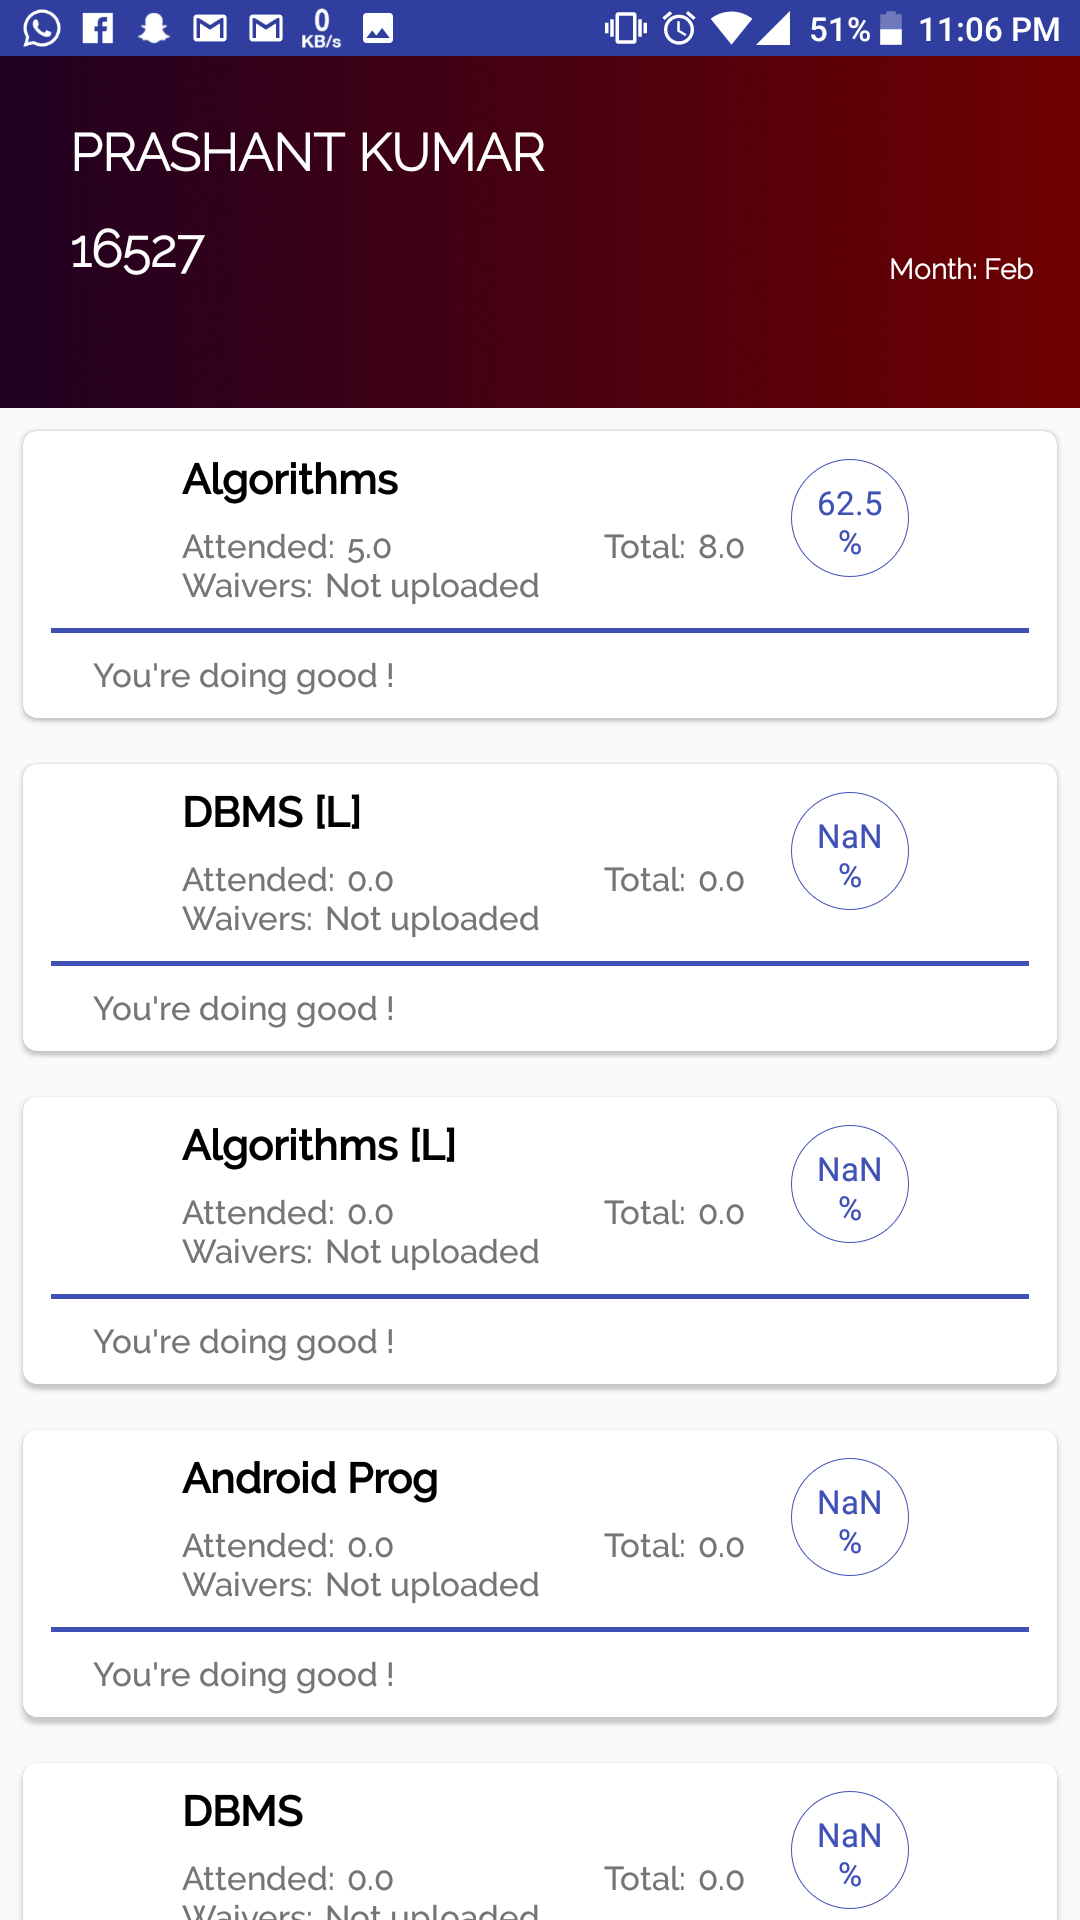 0 KB/s 51% 11:06 PM
PRASHANT KUMAR
16527
Month: Feb
Algorithms
62.5
%
Attended: 5.0 Total: 8.0
Waivers: Not uploaded
You're doing good !
DBMS [L]
NaN
%
Attended: 0.0 Total: 0.0
Waivers: Not uploaded
You're doing good !
Algorithms [L]
NaN
%
Attended: 0.0 Total: 0.0
Waivers: Not uploaded
You're doing good !
Android Prog
NaN
%
Attended: 0.0 Total: 0.0
Waivers: Not uploaded
You're doing good !
DBMS
NaN
%
Attended: 0.0 Total: 0.0
Waivers: Not uploaded